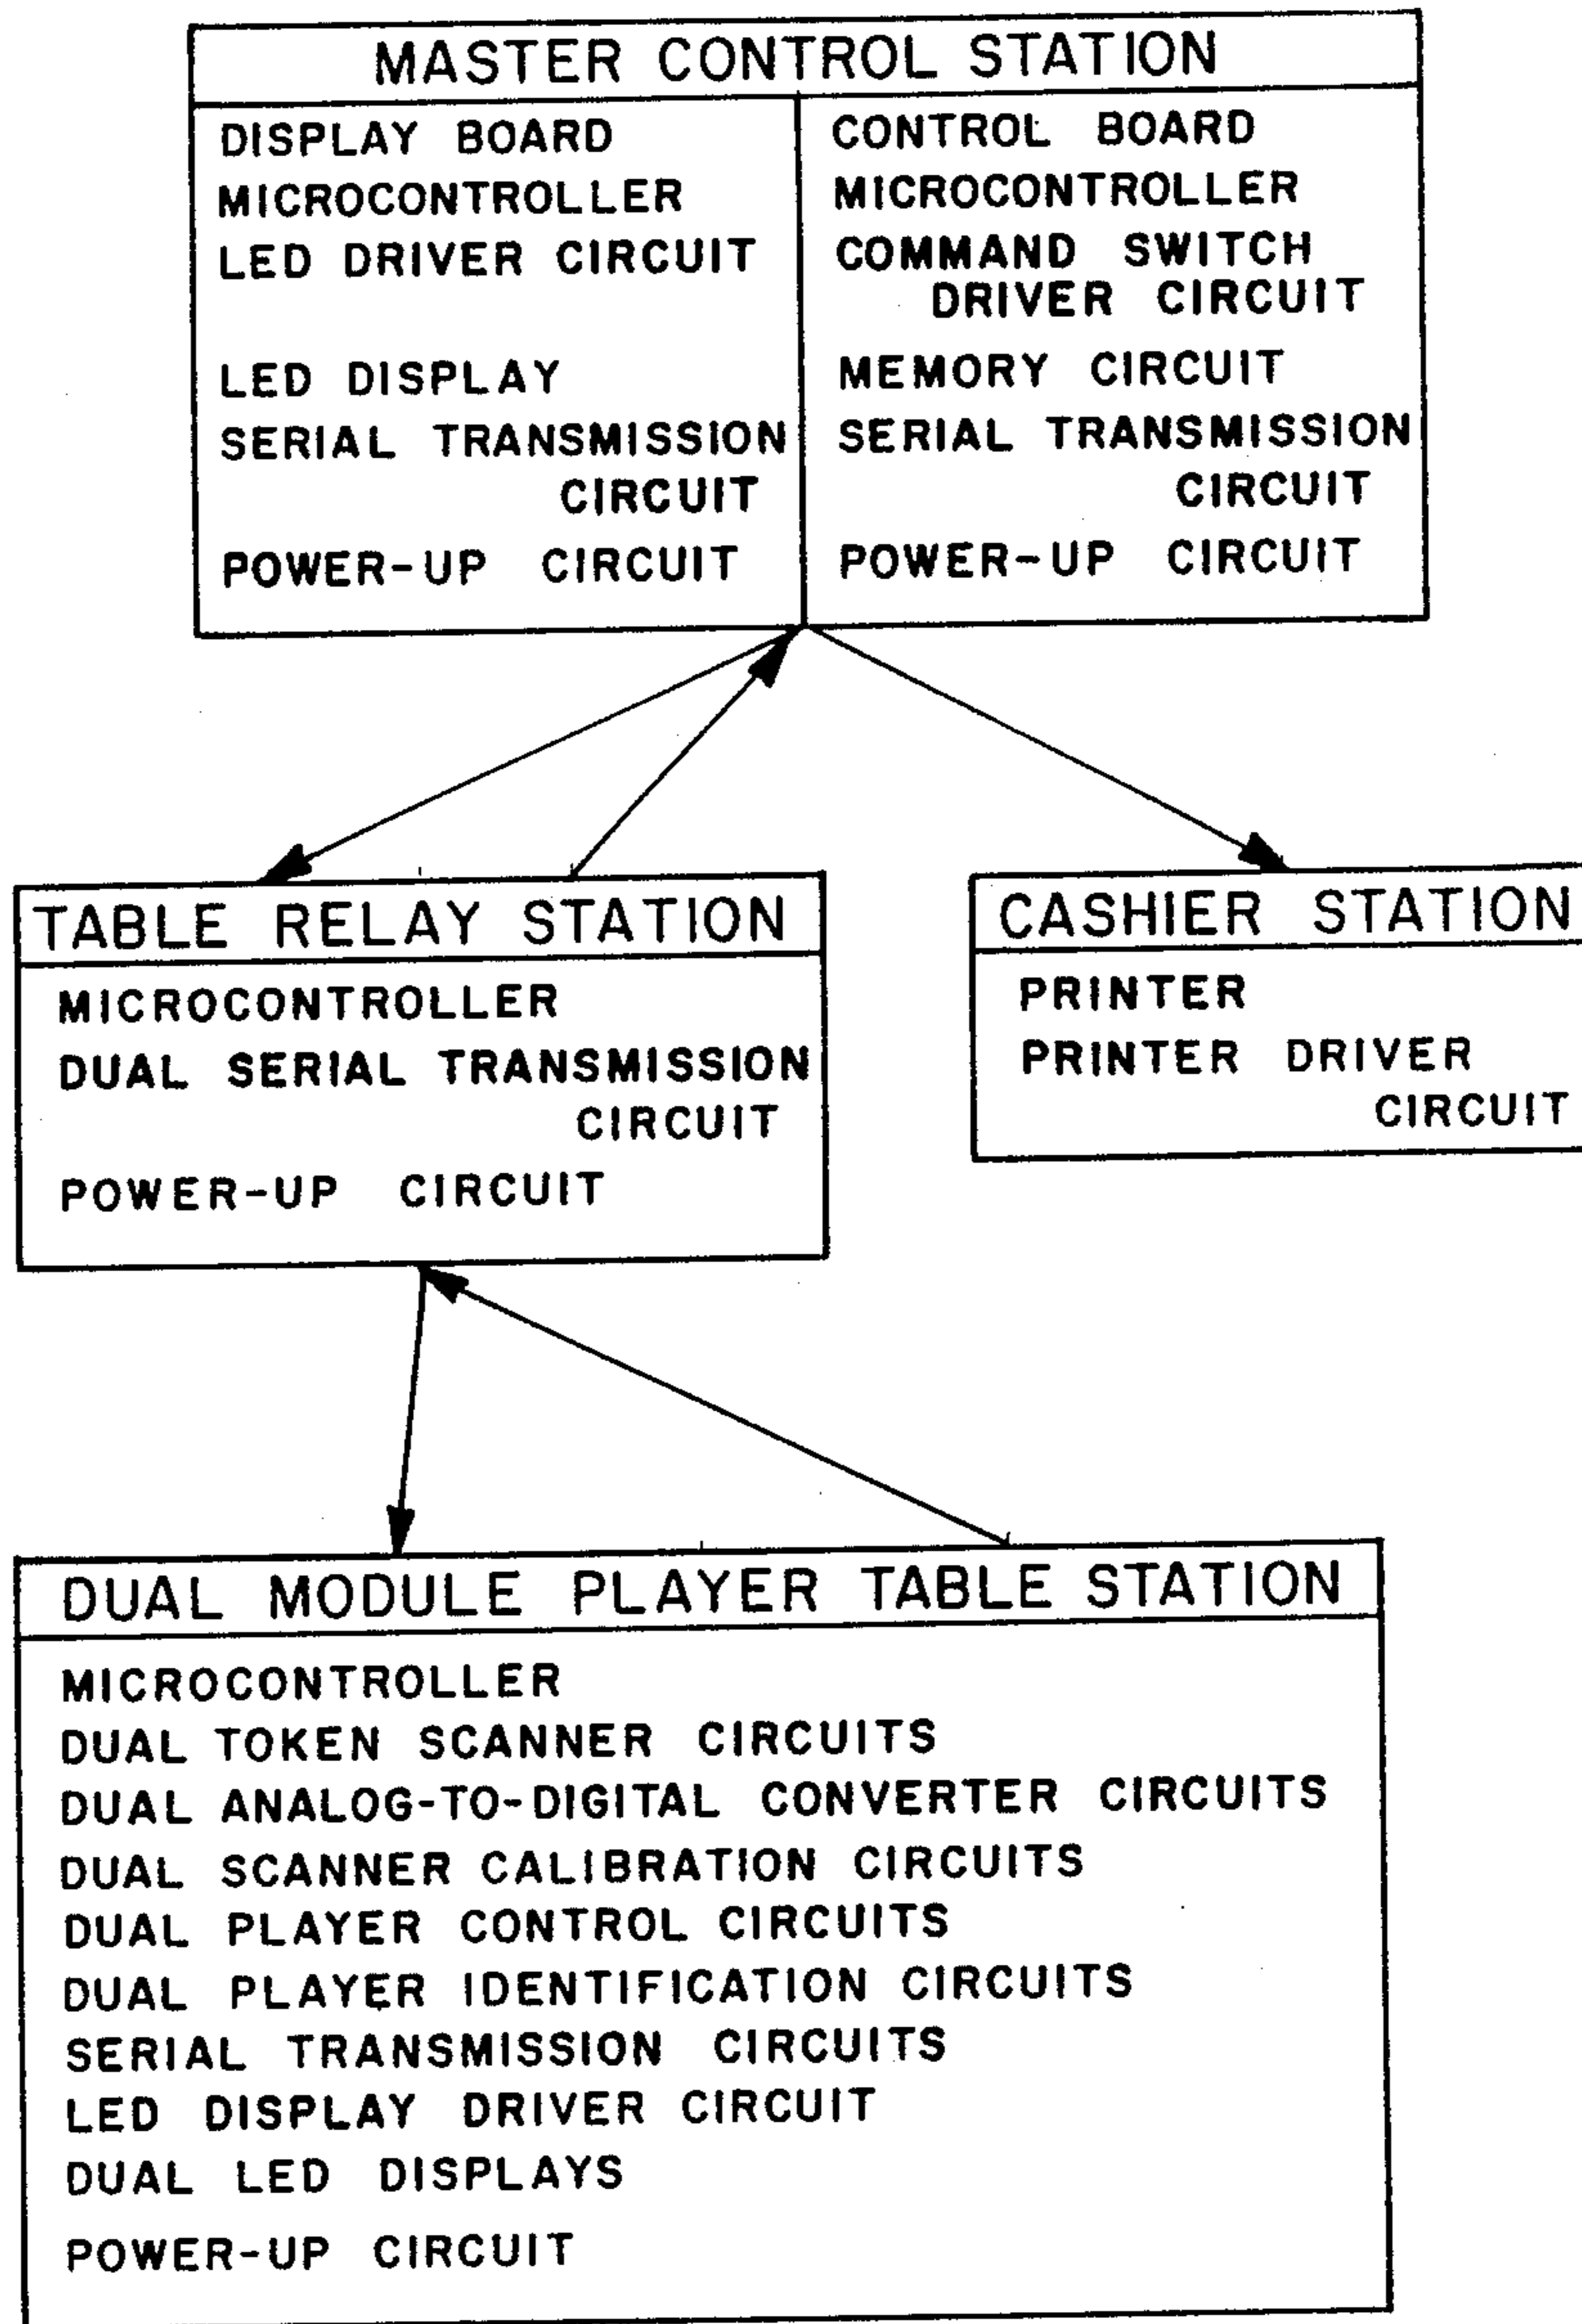 MASTER CONTROL STATION
DISPLAY BOARD
MICROCONTROLLER
LED DRIVER CIRCUIT
LED DISPLAY
SERIAL TRANSMISSION
CIRCUIT
POWER-UP CIRCUIT
CONTROL BOARD
MICROCONTROLLER
COMMAND SWITCH
DRIVER CIRCUIT
MEMORY CIRCUIT
SERIAL TRANSMISSION
CIRCUIT
POWER-UP CIRCUIT
TABLE RELAY STATION
MICROCONTROLLER
DUAL SERIAL TRANSMISSION
CIRCUIT
POWER-UP CIRCUIT
CASHIER STATION
PRINTER
PRINTER DRIVER
CIRCUIT
DUAL MODULE PLAYER TABLE STATION
MICROCONTROLLER
DUAL TOKEN SCANNER CIRCUITS
DUAL ANALOG-TO-DIGITAL CONVERTER CIRCUITS
DUAL SCANNER CALIBRATION CIRCUITS
DUAL PLAYER CONTROL CIRCUITS
DUAL PLAYER IDENTIFICATION CIRCUITS
SERIAL TRANSMISSION CIRCUITS
LED DISPLAY DRIVER CIRCUIT
DUAL LED DISPLAYS
POWER-UP CIRCUIT